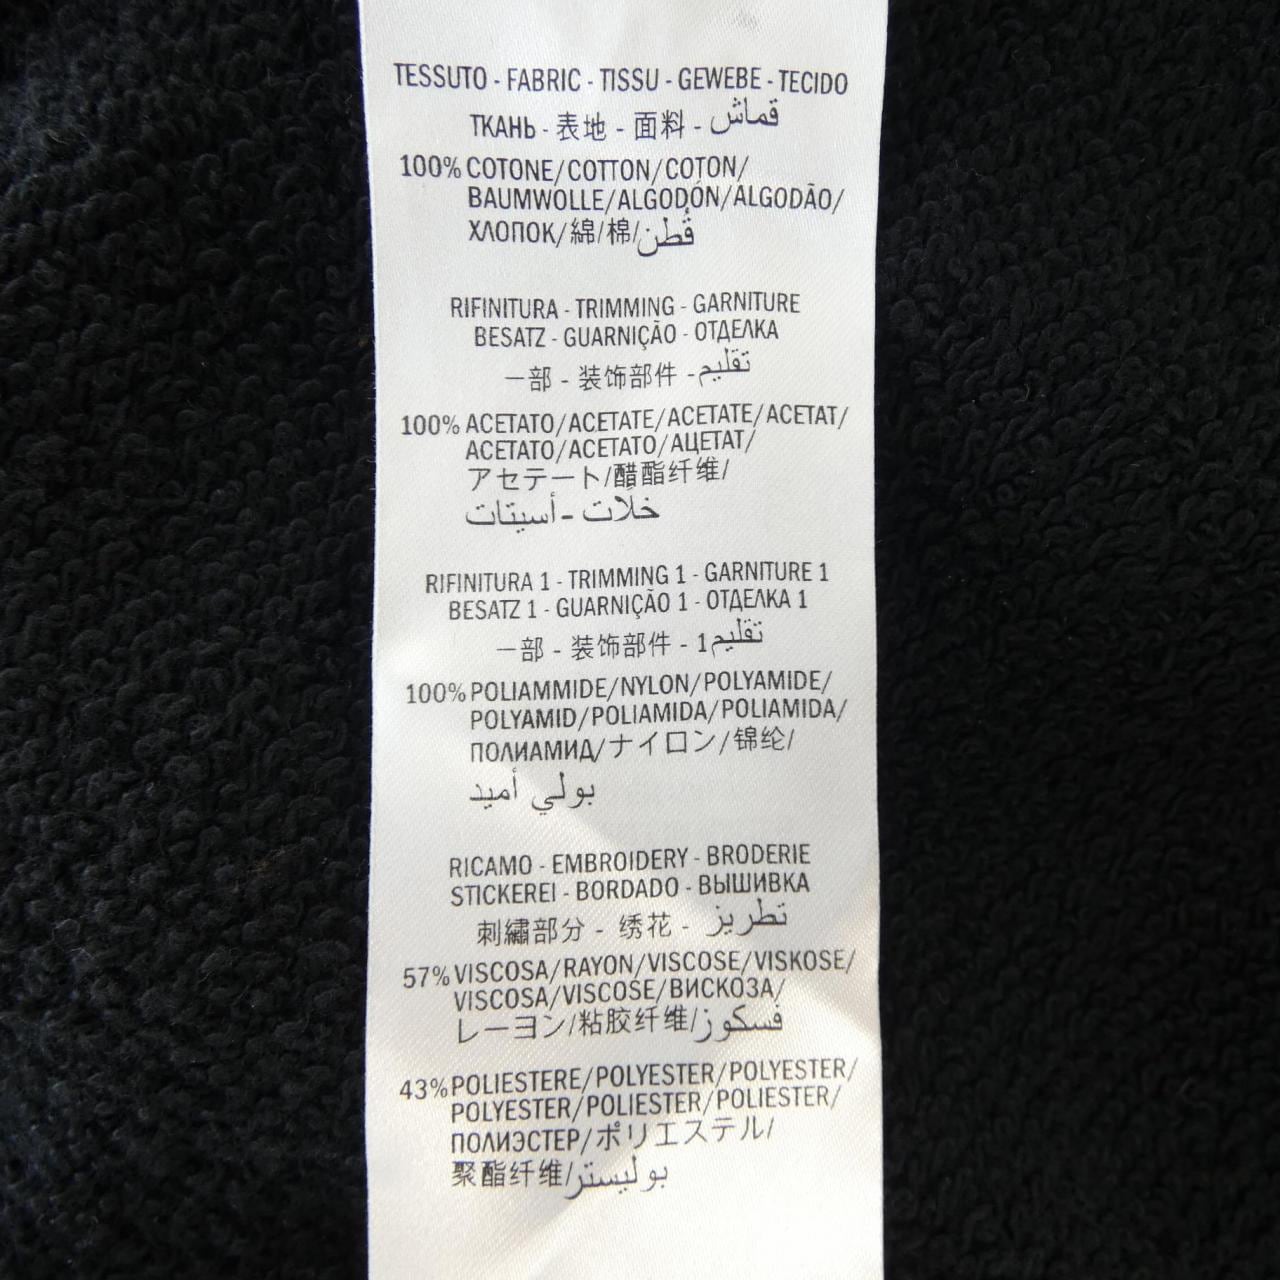 TESSUTO - FABRIC - TISSU - GEWEBE - TECIDO
ТКАНЬ - 表地 - 面料 - قماش
100% COTONE/COTTON/COTON/
BAUMWOLLE/ALGODÓN/ALGODÃO/
ХЛОПОК/綿/棉/قُطن
RIFINITURA - TRIMMING - GARNITURE
BESATZ - GUARNIÇÃO - ОТДЕЛКА
一部 - 装饰部件 - تقليم
100% ACETATO/ACETATE/ACETATE/ACETAT/
ACETATO/ACETATO/АЦЕТАТ/
アセテート/醋酯纤维/
خلات - أسيتات
RIFINITURA 1 - TRIMMING 1 - GARNITURE 1
BESATZ 1 - GUARNIÇÃO 1 - ОТДЕЛКА 1
一部 - 装饰部件 - 1 تقليم
100% POLIAMMIDE/NYLON/POLYAMIDE/
POLYAMID/POLIAMIDA/POLIAMIDA/
ПОЛИАМИД/ナイロン/锦纶/
بولي أميد
RICAMO - EMBROIDERY - BRODERIE
STICKEREI - BORDADO - ВЫШИВКА
刺繍部分 - 绣花 - تطريز
57% VISCOSA/RAYON/VISCOSE/VISKOSE/
VISCOSA/VISCOSE/ВИСКОЗА/
レーヨン/粘胶纤维/فسكوز
43% POLIESTERE/POLYESTER/POLYESTER/
POLYESTER/POLIESTER/POLIESTER/
ПОЛИЭСТЕР/ポリエステル/
聚酯纤维/بوليستر